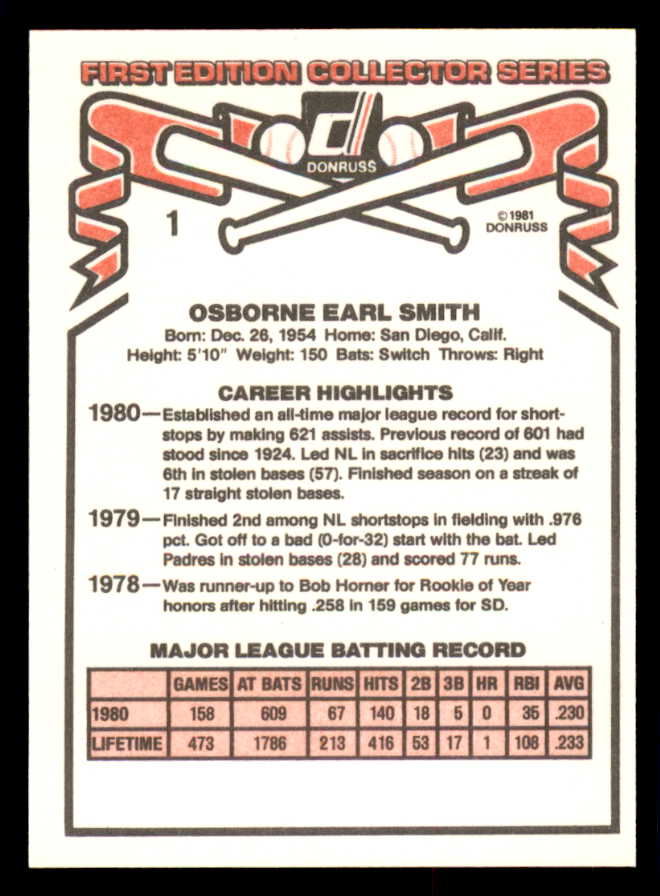 FIRST EDITION COLLECTOR SERIES
DONRUSS
1
©1981
DONRUSS
OSBORNE EARL SMITH
Born: Dec. 26, 1954 Home: San Diego, Calif.
Height: 5'10" Weight: 150 Bats: Switch Throws: Right
CAREER HIGHLIGHTS
1980—Established an all-time major league record for short-
stops by making 621 assists. Previous record of 601 had
stood since 1924. Led NL in sacrifice hits (23) and was
6th in stolen bases (57). Finished season on a streak of
17 straight stolen bases.
1979—Finished 2nd among NL shortstops in fielding with .976
pct. Got off to a bad (0-for-32) start with the bat. Led
Padres in stolen bases (28) and scored 77 runs.
1978—Was runner-up to Bob Horner for Rookie of Year
honors after hitting .258 in 159 games for SD.
MAJOR LEAGUE BATTING RECORD
GAMES AT BATS RUNS HITS 2B 3B HR RBI AVG
1980 158 609 67 140 18 5 0 35 .230
LIFETIME 473 1786 213 416 53 17 1 108 .233